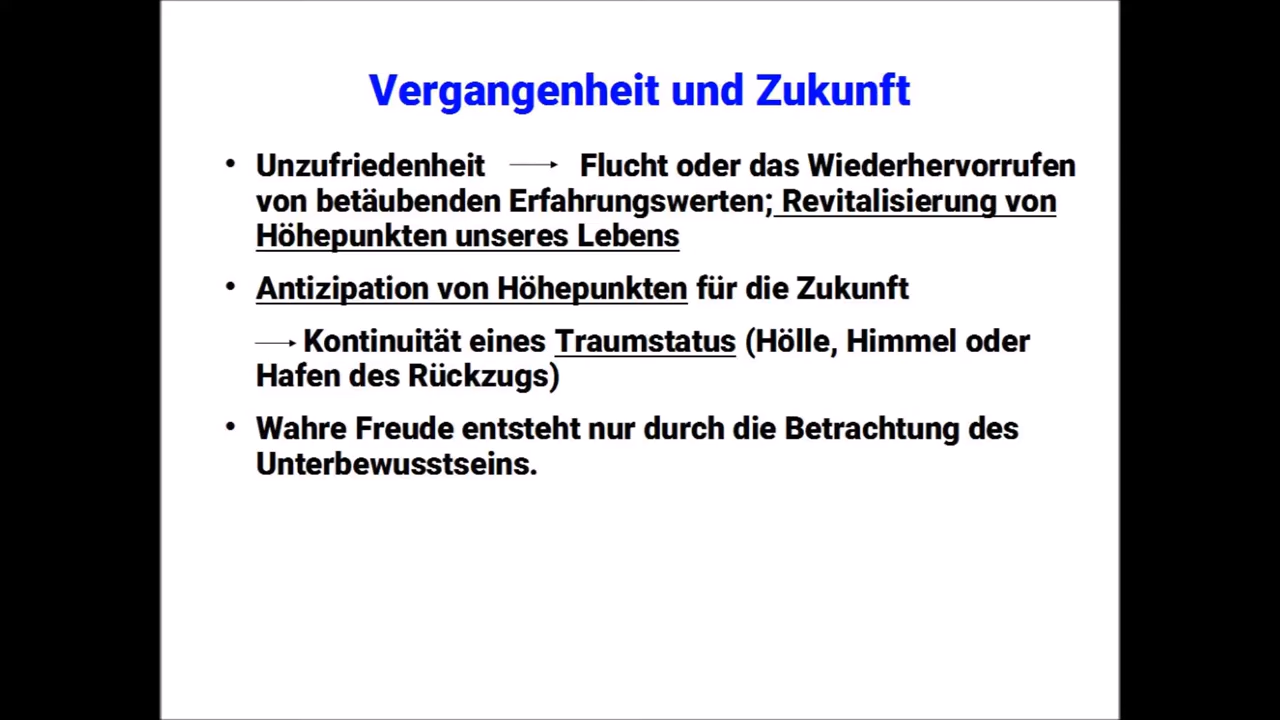 Vergangenheit und Zukunft
• Unzufriedenheit → Flucht oder das Wiederhervorrufen
von betäubenden Erfahrungswerten; Revitalisierung von
Höhepunkten unseres Lebens
• Antizipation von Höhepunkten für die Zukunft
→ Kontinuität eines Traumstatus (Hölle, Himmel oder
Hafen des Rückzugs)
• Wahre Freude entsteht nur durch die Betrachtung des
Unterbewusstseins.